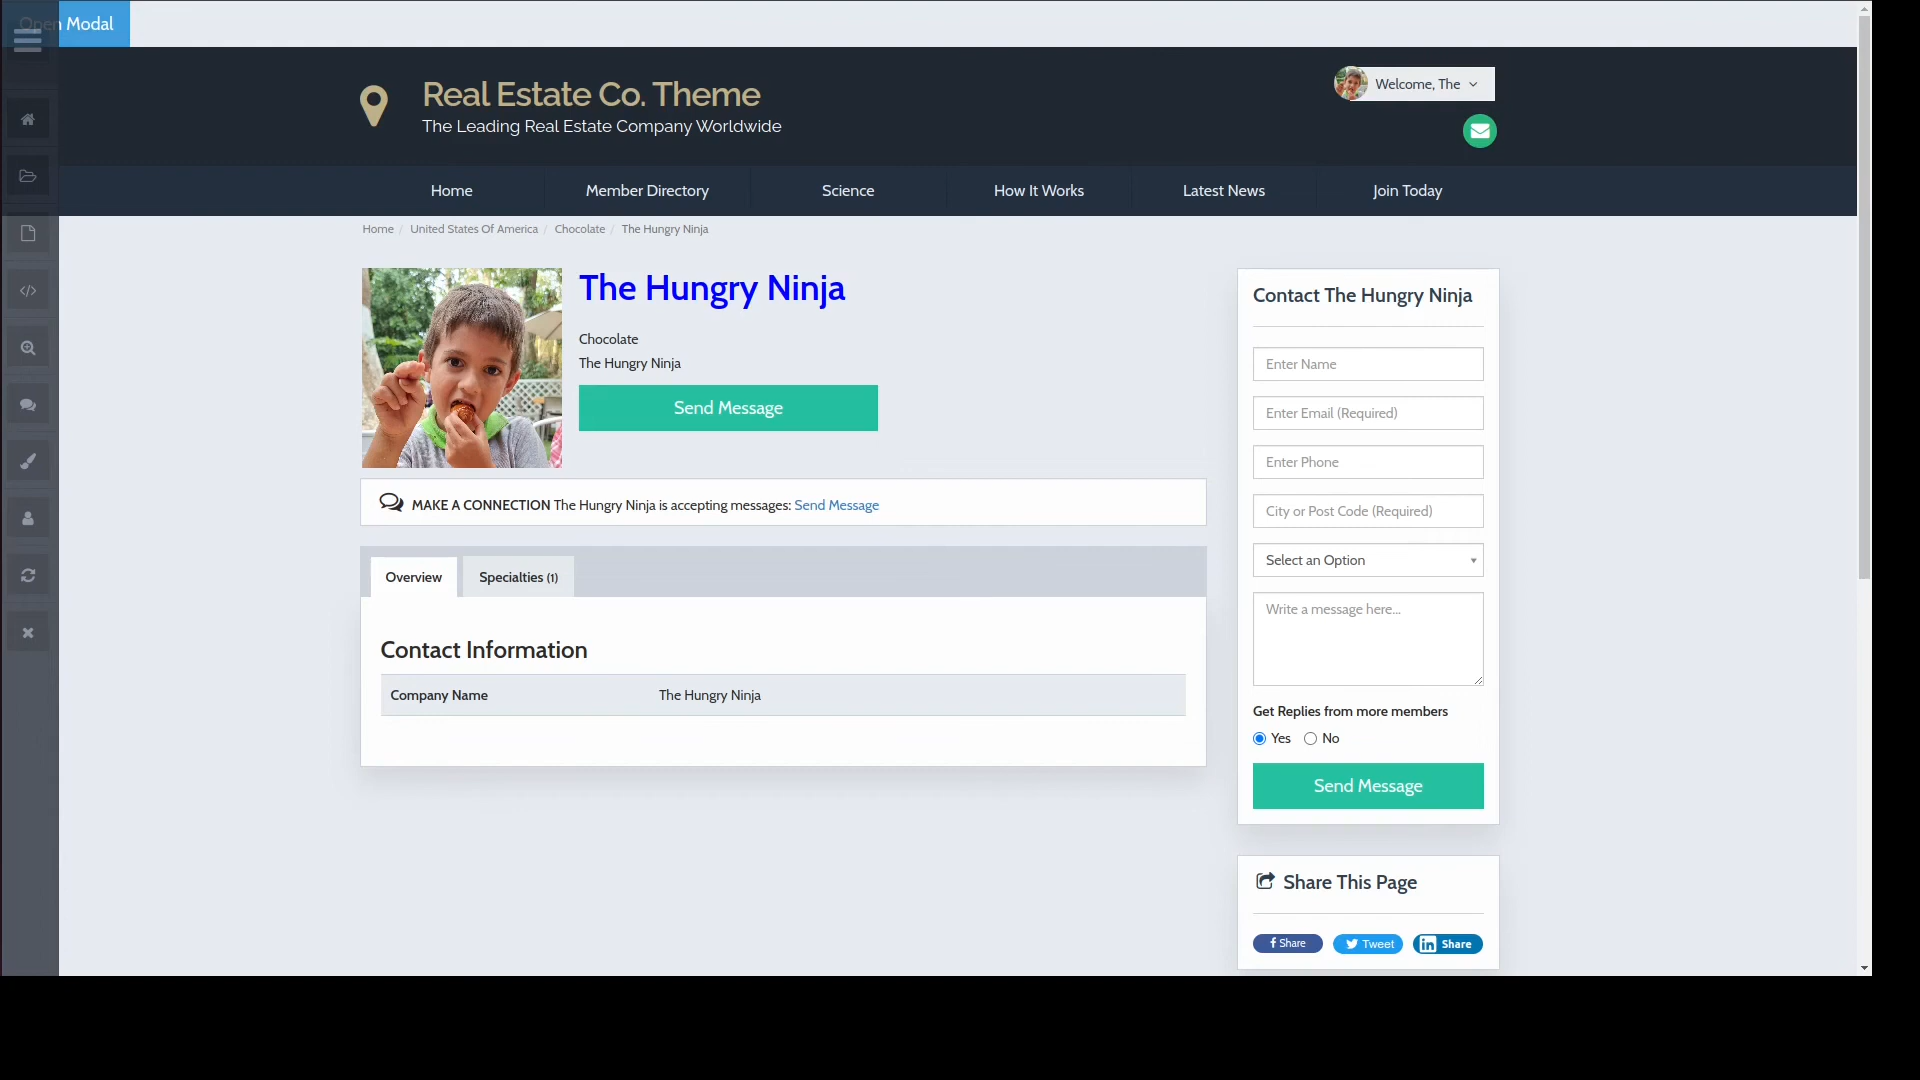 Open Modal
Real Estate Co. Theme
The Leading Real Estate Company Worldwide
Welcome, The
Home
Member Directory
Science
How It Works
Latest News
Join Today
Home / United States Of America / Chocolate / The Hungry Ninja
The Hungry Ninja
Chocolate
The Hungry Ninja
Send Message
MAKE A CONNECTION The Hungry Ninja is accepting messages: Send Message
Overview
Specialties (1)
Contact Information
Company Name
The Hungry Ninja
Contact The Hungry Ninja
Enter Name
Enter Email (Required)
Enter Phone
City or Post Code (Required)
Select an Option
Write a message here...
Get Replies from more members
Yes
No
Send Message
Share This Page
Share
Tweet
in Share